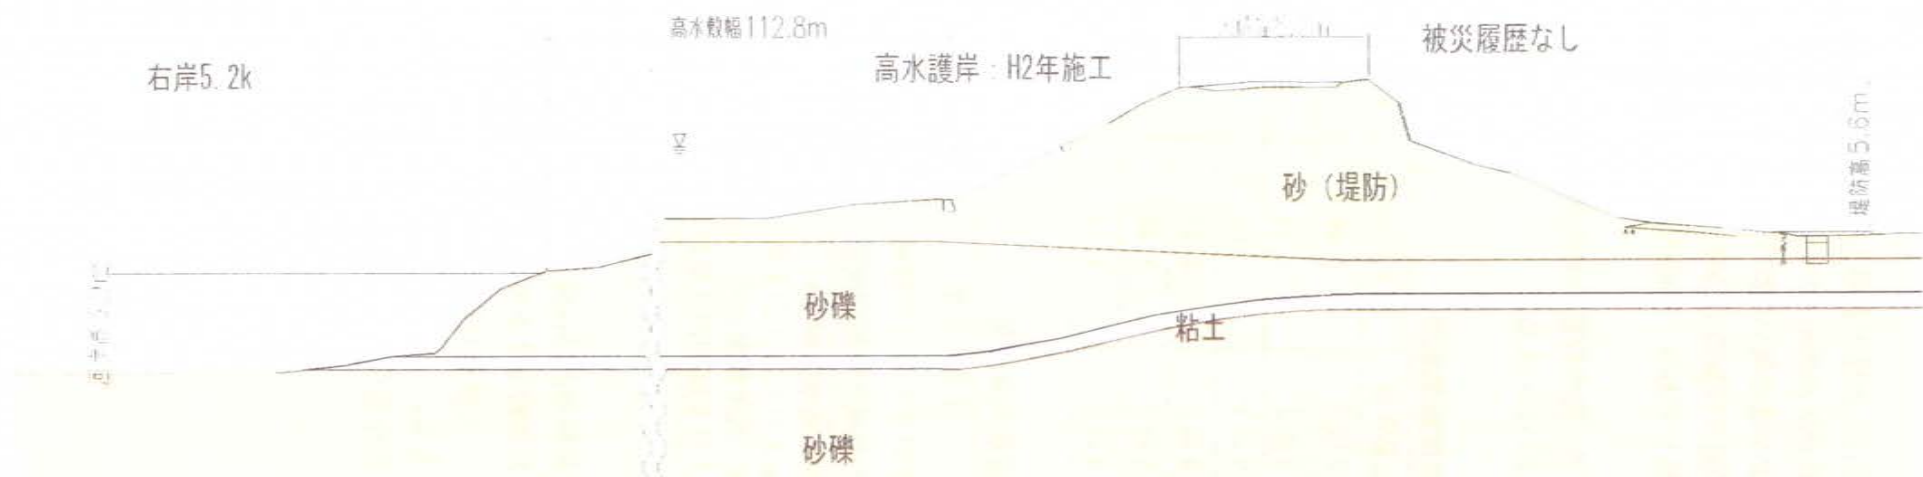 高水敷幅112.8m
被災履歴なし
高水護岸：H2年施工
右岸5.2k
堤防高5.6m
砂（堤防）
砂礫
粘土
砂礫